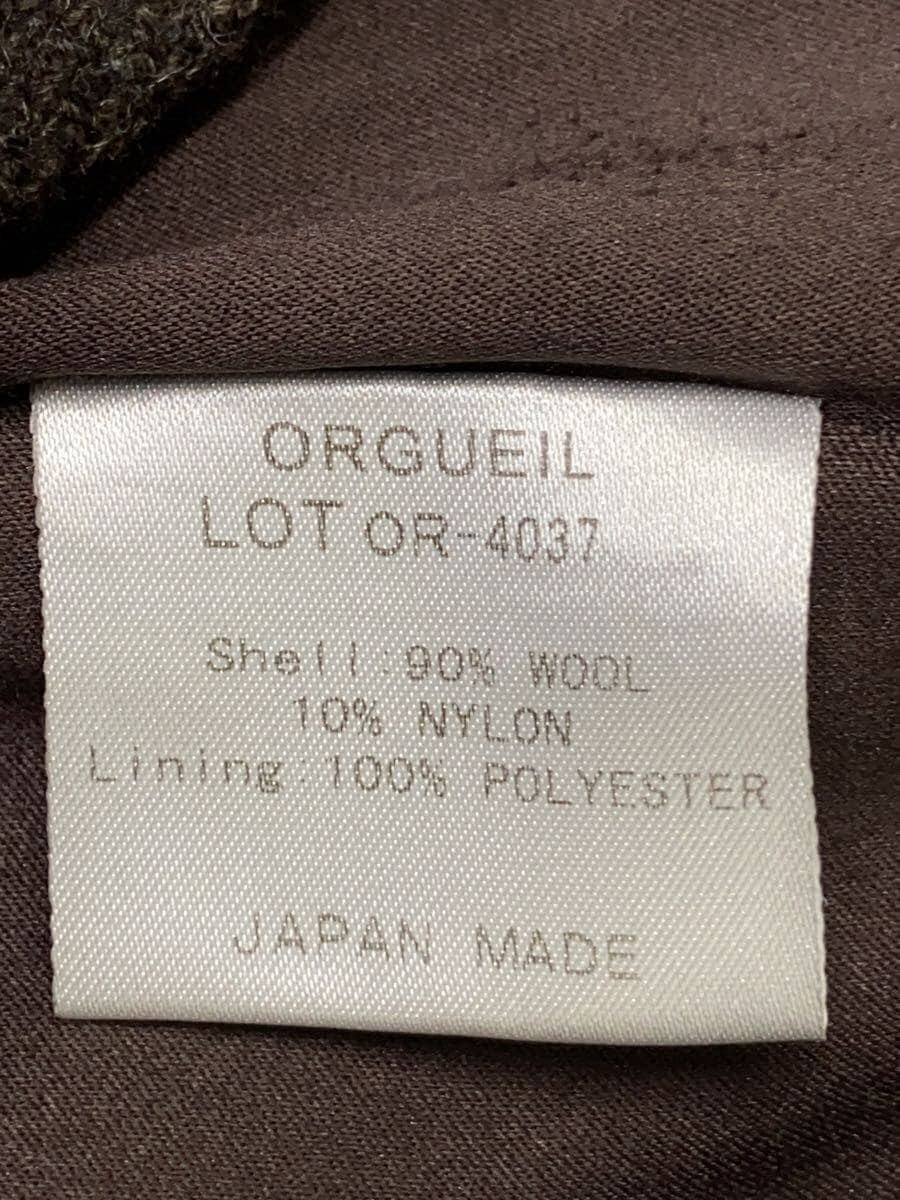 ORGUEIL
LOT OR-4037
Shell:90% WOOL
10% NYLON
Lining:100% POLYESTER
JAPAN MADE